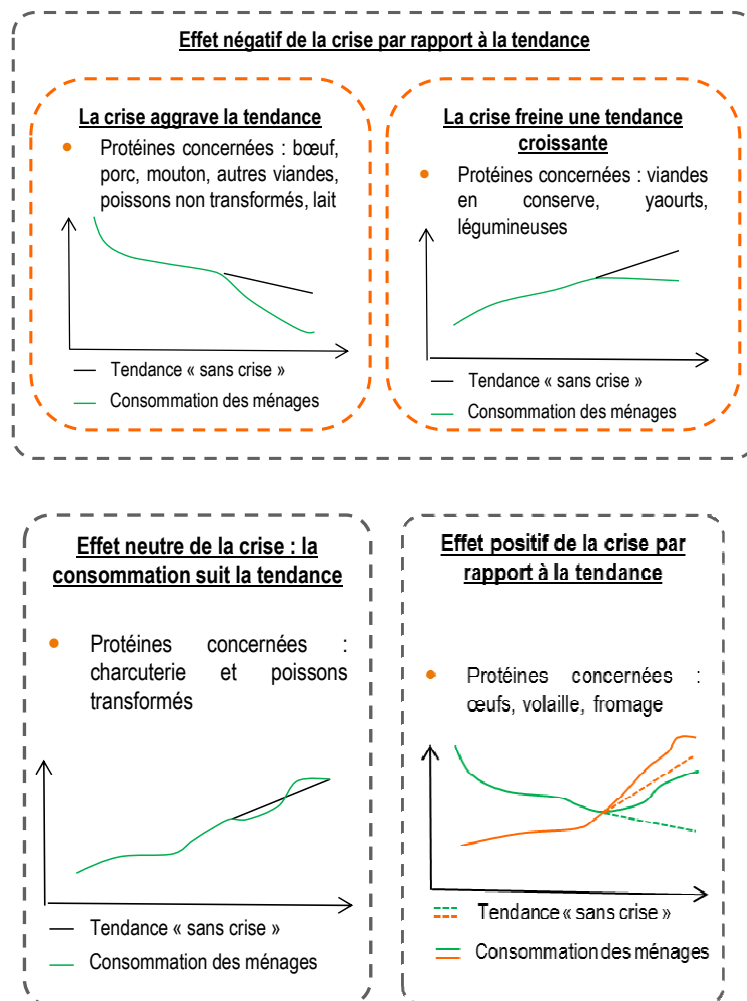 Effet négatif de la crise par rapport à la tendance
La crise aggrave la tendance
• Protéines concernées : bœuf,
porc, mouton, autres viandes,
poissons non transformés, lait
Tendance « sans crise »
Consommation des ménages
La crise freine une tendance
croissante
• Protéines concernées : viandes
en conserve, yaourts,
légumineuses
Tendance « sans crise »
Consommation des ménages
Effet neutre de la crise : la
consommation suit la tendance
• Protéines concernées :
charcuterie et poissons
transformés
Tendance « sans crise »
Consommation des ménages
Effet positif de la crise par
rapport à la tendance
• Protéines concernées :
œufs, volaille, fromage
Tendance « sans crise »
Consommation des ménages